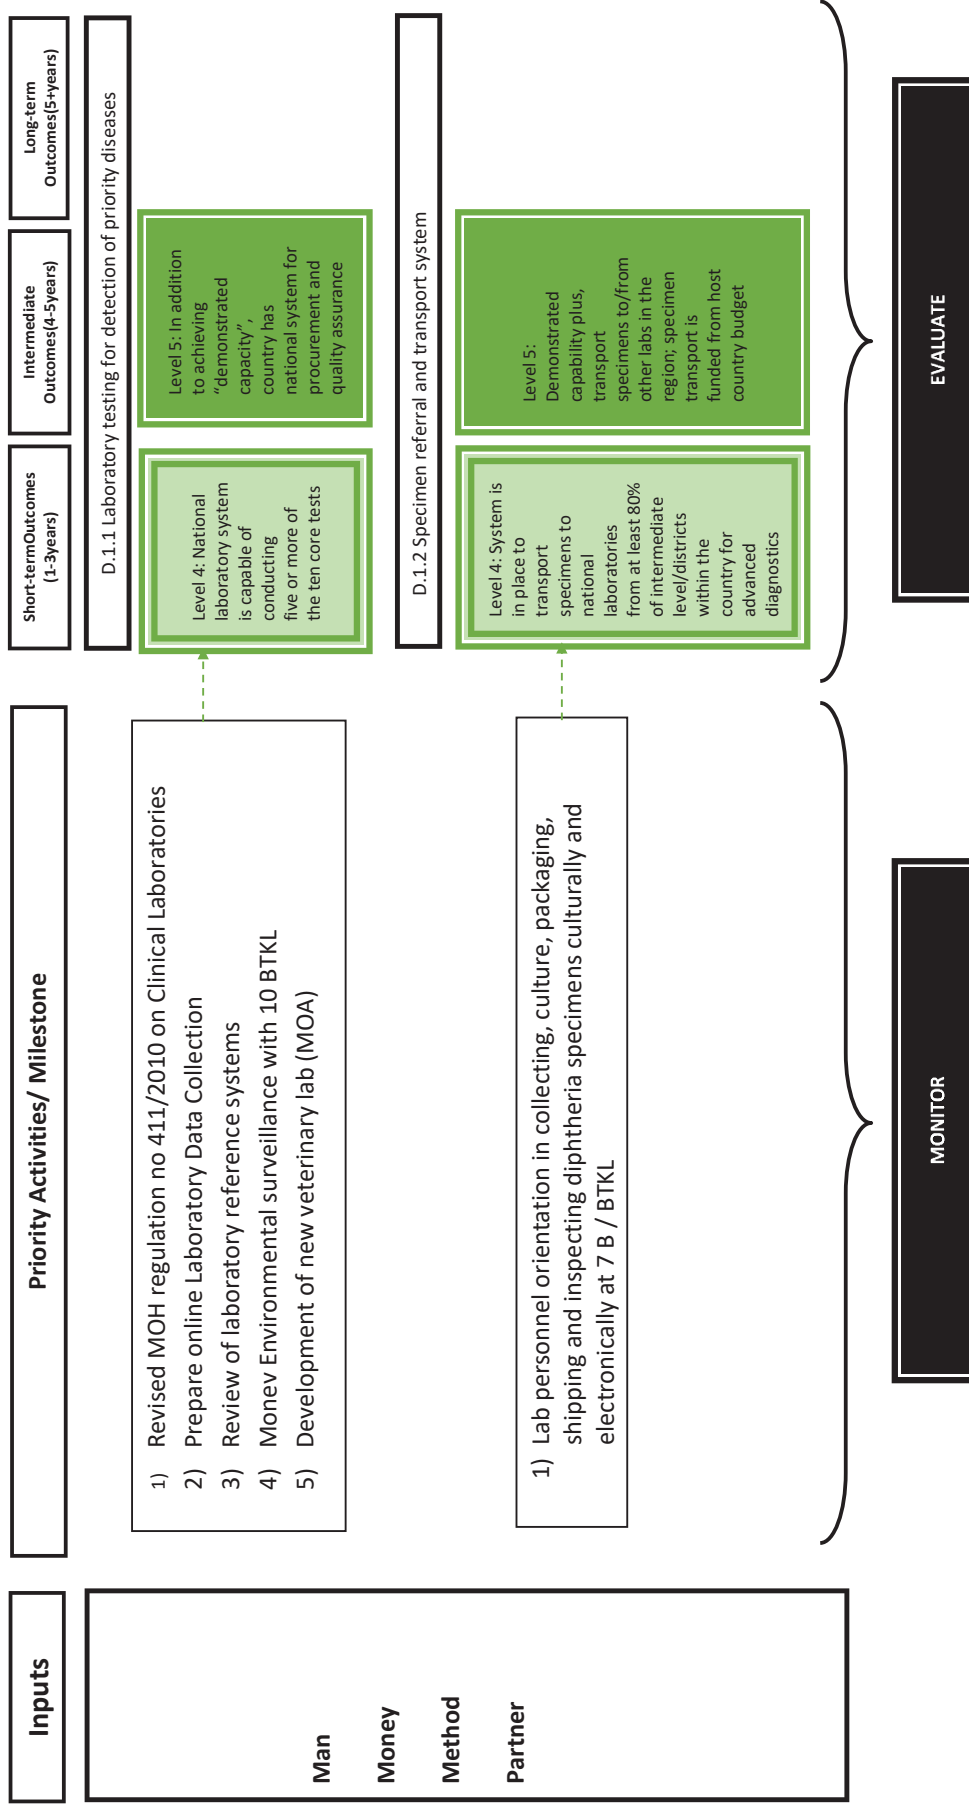 Inputs
Priority Activities/ Milestone
Short-termOutcomes
(1-3years)
Intermediate
Outcomes(4-5years)
Long-term
Outcomes(5+years)
Man
Money
Method
Partner
D.1.1 Laboratory testing for detection of priority diseases
1) Revised MOH regulation no 411/2010 on Clinical Laboratories
2) Prepare online Laboratory Data Collection
3) Review of laboratory reference systems
4) Monev Environmental surveillance with 10 BTKL
5) Development of new veterinary lab (MOA)
Level 4: National
laboratory system
is capable of
conducting
five or more of
the ten core tests
Level 5: In addition
to achieving
“demonstrated
capacity”,
country has
national system for
procurement and
quality assurance
D.1.2 Specimen referral and transport system
1) Lab personnel orientation in collecting, culture, packaging,
shipping and inspecting diphtheria specimens culturally and
electronically at 7 B / BTKL
Level 4: System is
in place to
transport
specimens to
national
laboratories
from at least 80%
of intermediate
level/districts
within the
country for
advanced
diagnostics
Level 5:
Demonstrated
capability plus,
transport
specimens to/from
other labs in the
region; specimen
transport is
funded from host
country budget
MONITOR
EVALUATE